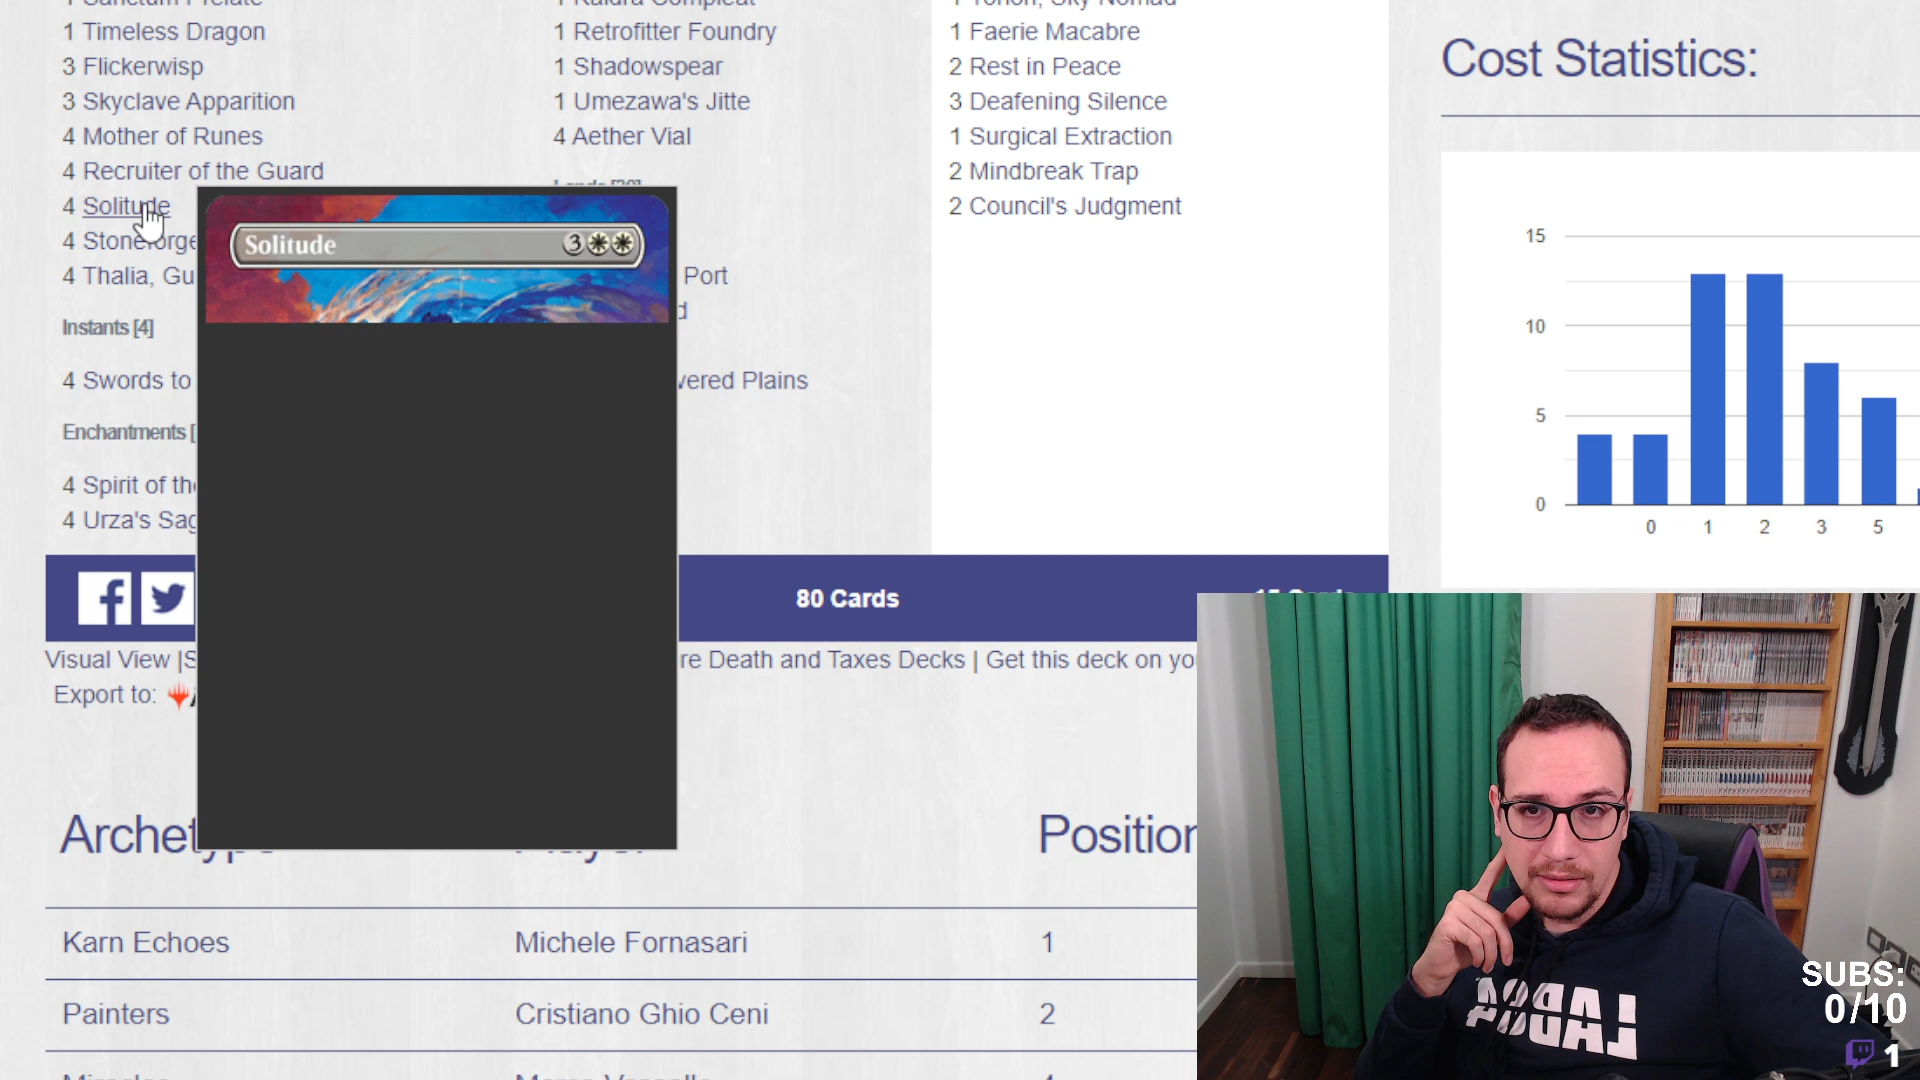 1 Timeless Dragon
3 Flickerwisp
3 Skyclave Apparition
4 Mother of Runes
4 Recruiter of the Guard
4 Solitude
4 Stoneforge
4 Thalia, Gu
Instants [4]
4 Swords to
Enchantments [
4 Spirit of the
4 Urza's Sag
Solitude 3
1 Retrofitter Foundry
1 Shadowspear
1 Umezawa's Jitte
4 Aether Vial
Port
d
vered Plains
1 Faerie Macabre
2 Rest in Peace
3 Deafening Silence
1 Surgical Extraction
2 Mindbreak Trap
2 Council's Judgment
Cost Statistics:
15
10
5
0
0 1 2 3 5
80 Cards
Visual View |S
re Death and Taxes Decks | Get this deck on yo
Export to:
Position
Karn Echoes Michele Fornasari 1
Painters Cristiano Ghio Ceni 2
SUBS:
0/10
1